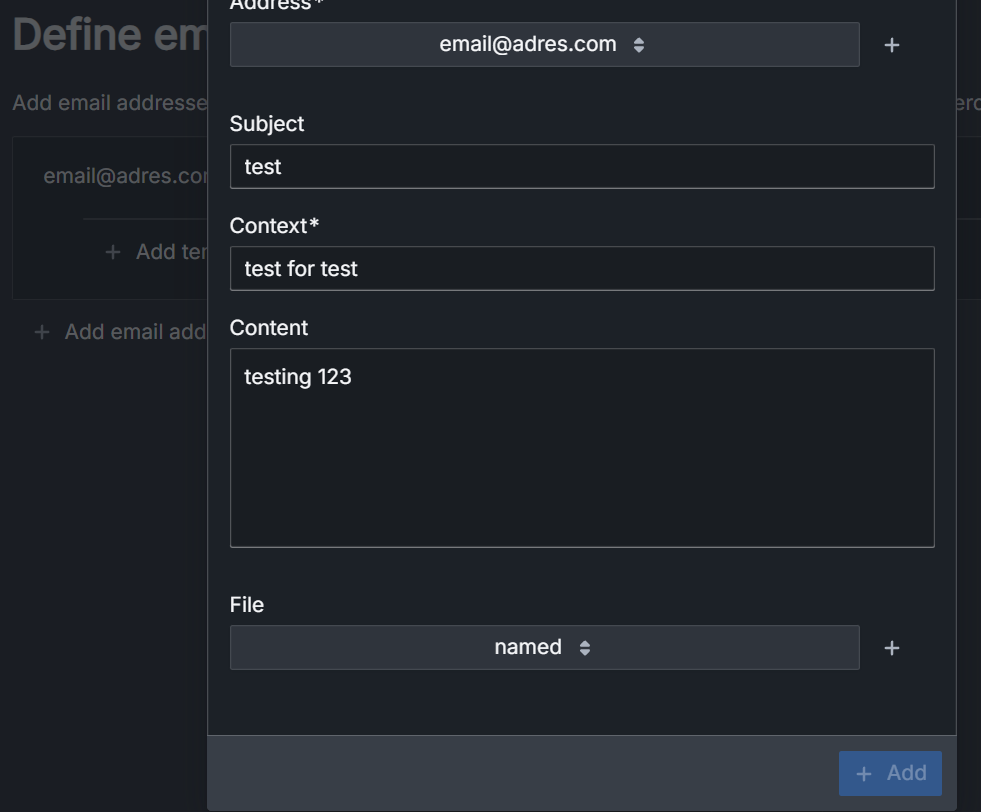 Address*
Define em
email@adres.com
Add email addresse
Subject
test
email@adres.cor
Context*
Add ter
test for test
Add email add
Content
testing 123
File
named
Add